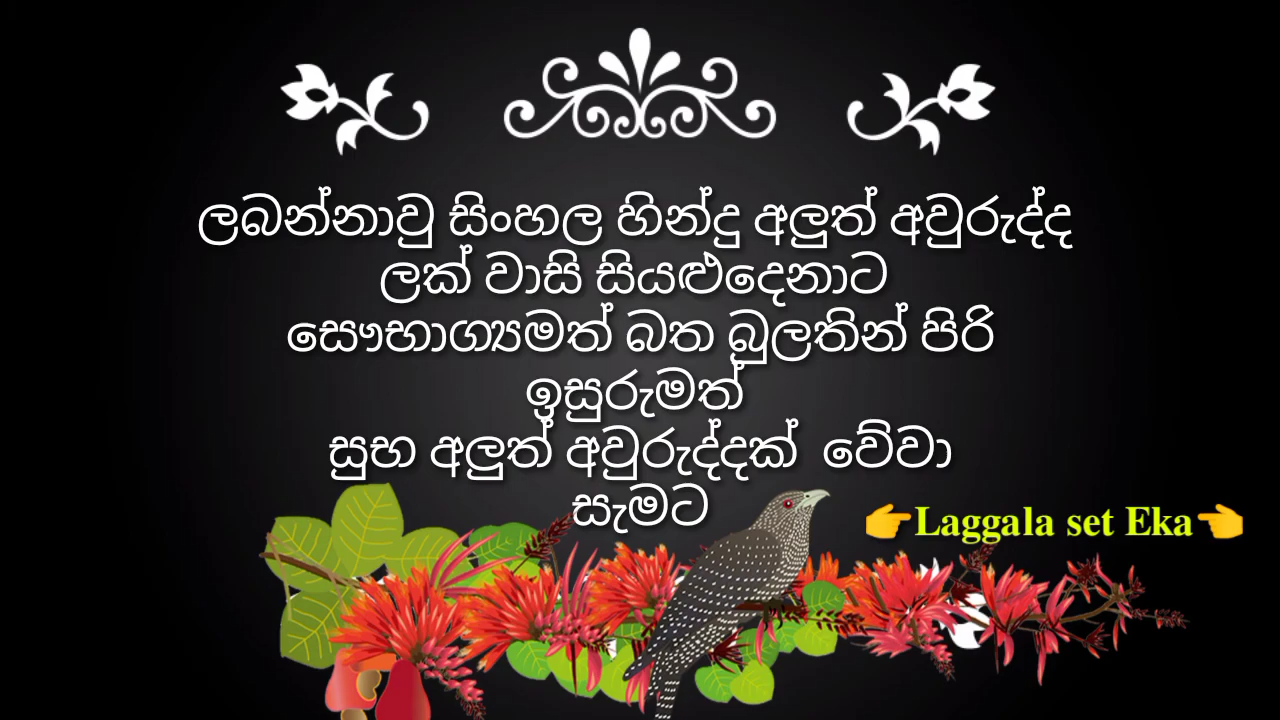 ලබන්නාවු සිංහල හින්දු අලුත් අවුරුද්ද
ලක් වාසි සියළුදෙනාට
සෞභාග්‍යමත් බත බුලතින් පිරි
ඉසුරුමත්
සුභ අලුත් අවුරුද්දක් වේවා
සැමට
👉Laggala set Eka👈